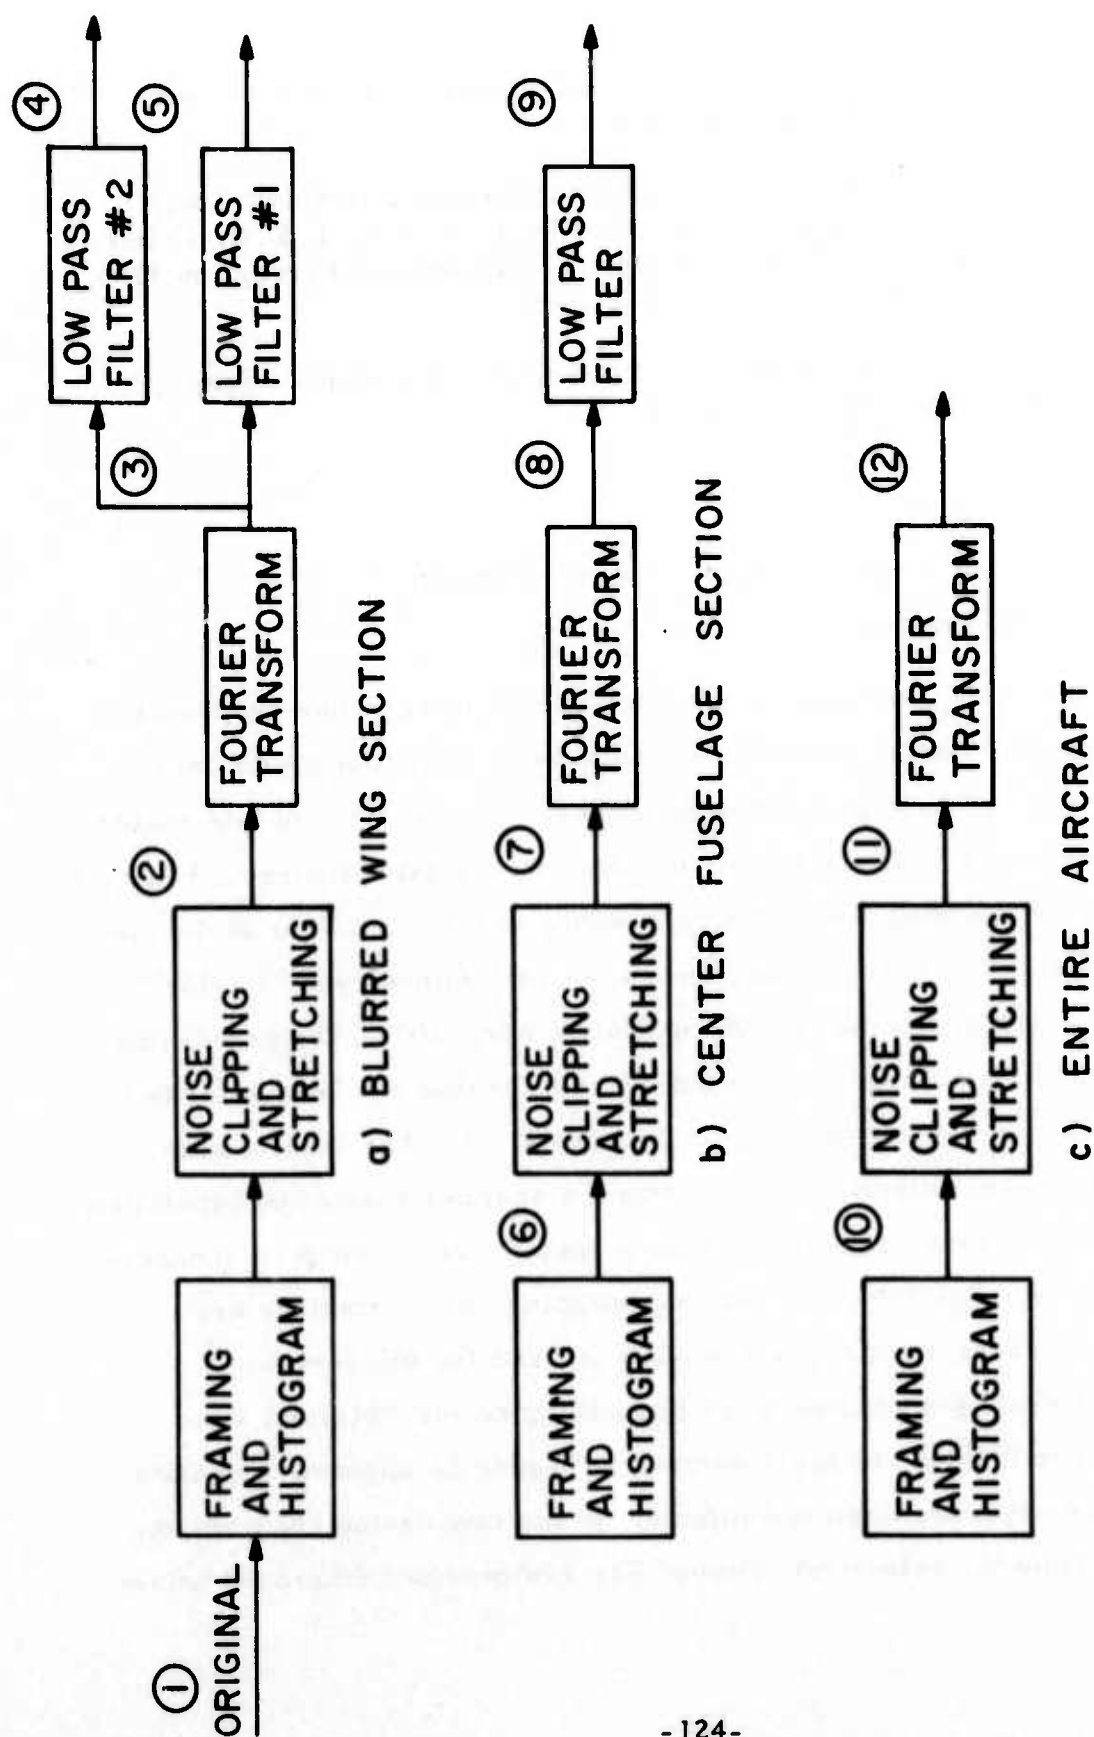 ①
ORIGINAL
FRAMING
AND
HISTOGRAM
NOISE
CLIPPING
AND
STRETCHING
②
FOURIER
TRANSFORM
③
LOW PASS
FILTER #2
④
LOW PASS
FILTER #1
⑤
a) BLURRED WING SECTION
FRAMING
AND
HISTOGRAM
⑥
NOISE
CLIPPING
AND
STRETCHING
⑦
FOURIER
TRANSFORM
⑧
LOW PASS
FILTER
⑨
b) CENTER FUSELAGE SECTION
FRAMING
AND
HISTOGRAM
⑩
NOISE
CLIPPING
AND
STRETCHING
⑪
FOURIER
TRANSFORM
⑫
c) ENTIRE AIRCRAFT
-124-